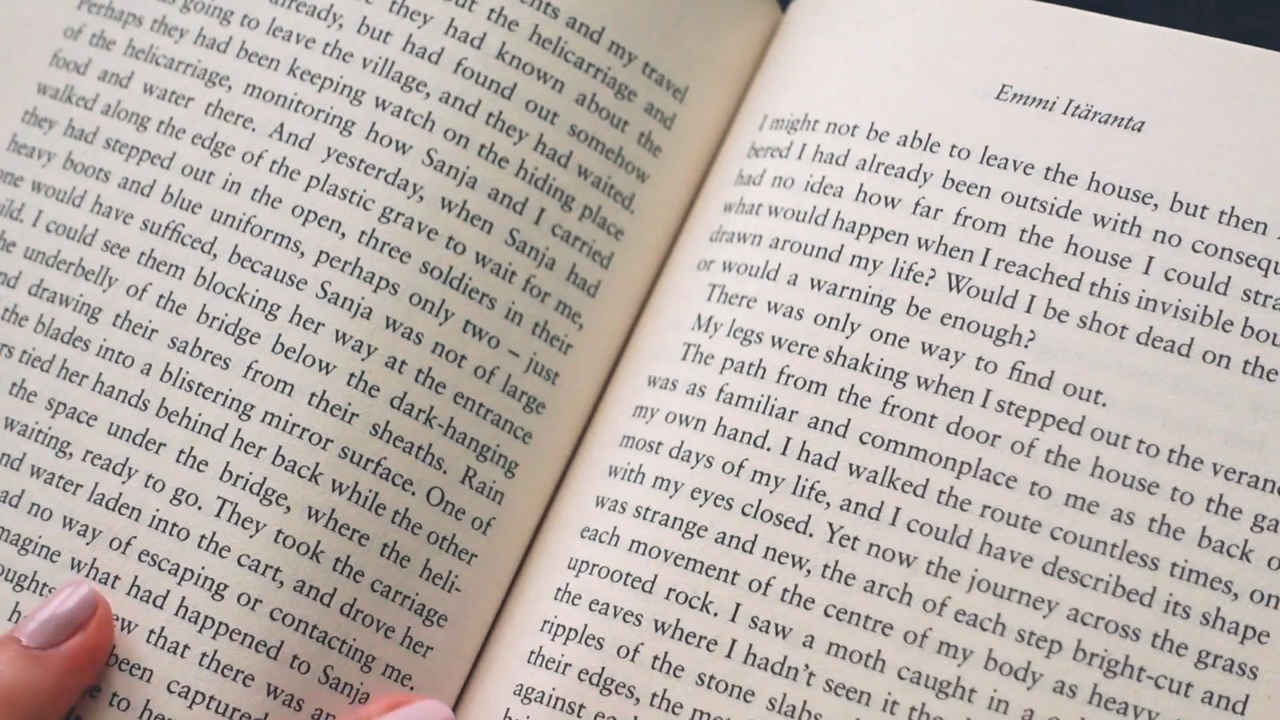 ents and my travel
out the helicarriage and
they had known about the
already, but had found out somehow
s going to leave the village, and they had waited.
Perhaps they had been keeping watch on the hiding place
of the helicarriage, monitoring how Sanja and I carried
food and water there. And yesterday, when Sanja had
walked along the edge of the plastic grave to wait for me,
they had stepped out in the open, three soldiers in their
heavy boots and blue uniforms, perhaps only two – just
one would have sufficed, because Sanja was not of large
ild. I could see them blocking her way at the entrance
he underbelly of the bridge below the dark-hanging
nd drawing their sabres from their sheaths. Rain
the blades into a blistering mirror surface. One of
rs tied her hands behind her back while the other
the space under the bridge, where the heli-
waiting, ready to go. They took the carriage
nd water laden into the cart, and drove her
ad no way of escaping or contacting me.
magine what had happened to Sanja
oughts ew that there was an
been captured
e to her
Emmi Itäranta
I might not be able to leave the house, but then
bered I had already been outside with no consequ
had no idea how far from the house I could stra
what would happen when I reached this invisible bou
drawn around my life? Would I be shot dead on the
or would a warning be enough?
There was only one way to find out.
My legs were shaking when I stepped out to the veran
The path from the front door of the house to the ga
was as familiar and commonplace to me as the back o
my own hand. I had walked the route countless times, on
most days of my life, and I could have described its shape
with my eyes closed. Yet now the journey across the grass
was strange and new, the arch of each step bright-cut and
each movement of the centre of my body as heavy
uprooted rock. I saw a moth caught in a
the eaves where I hadn't seen it the
ripples of the stone slabs
their edges, the
against